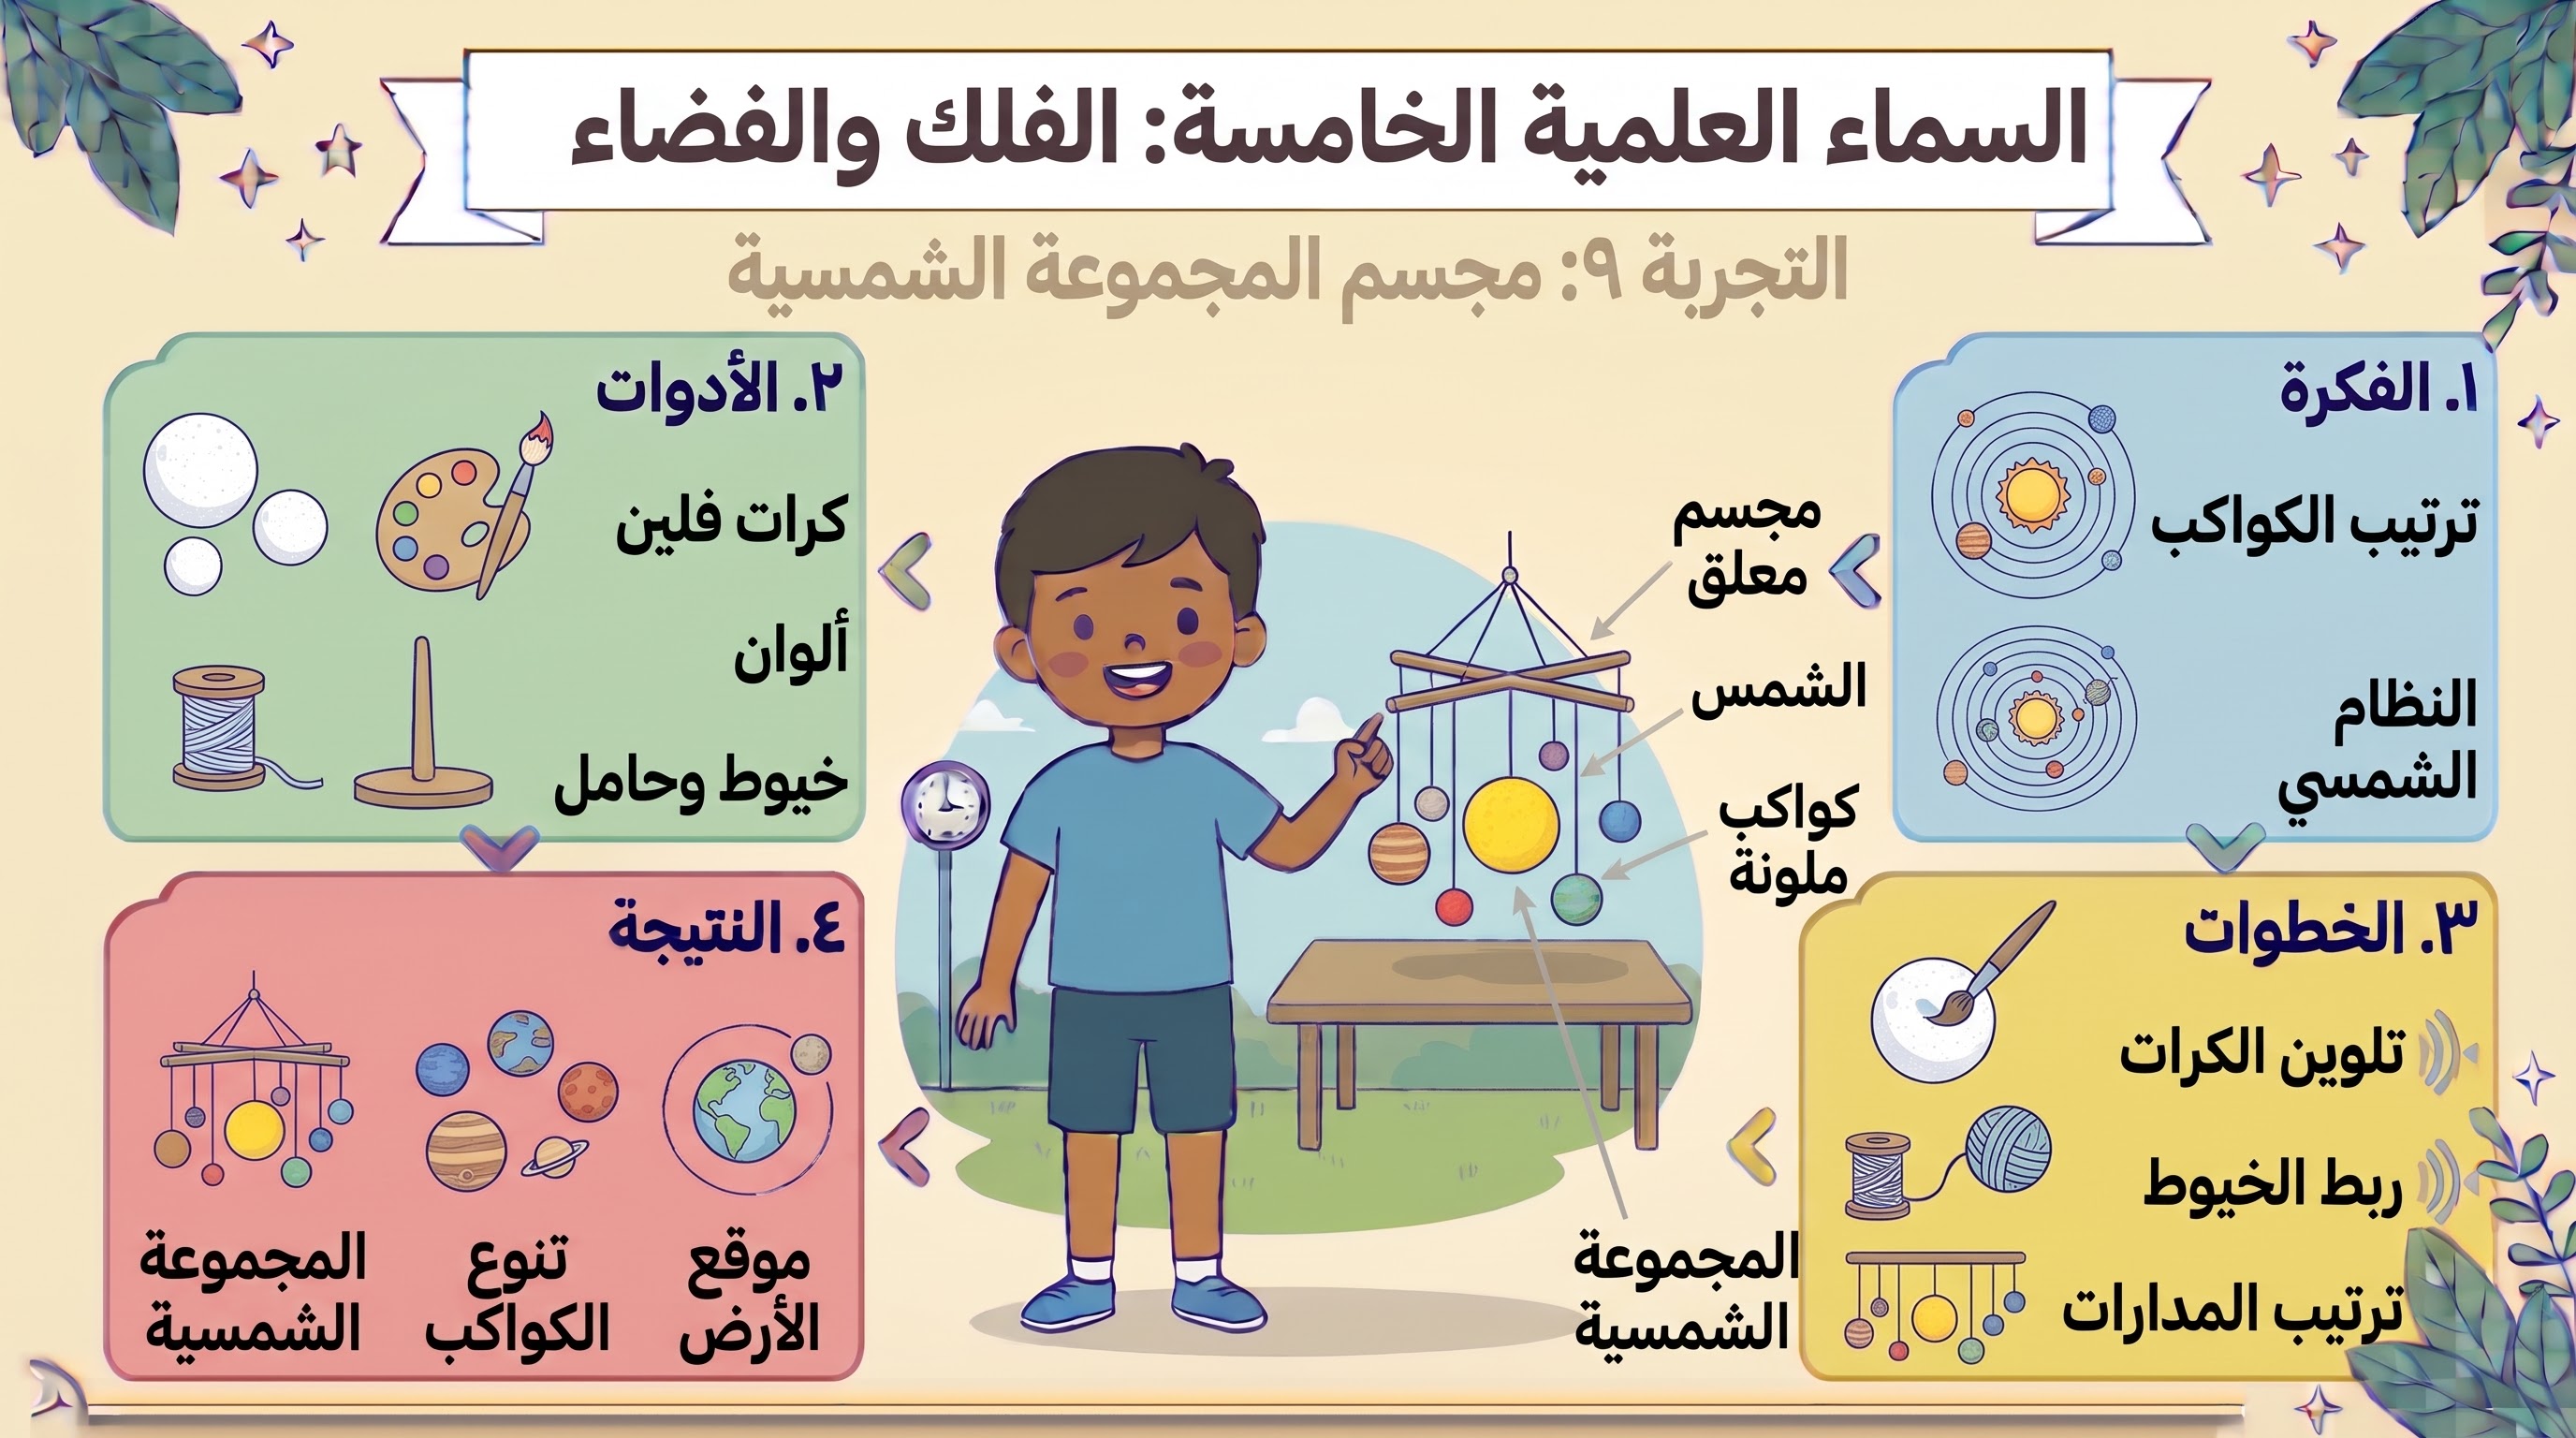 السماء العلمية الخامسة: الفلك والفضاء
التجربة ٩: مجسم المجموعة الشمسية
١. الفكرة
ترتيب الكواكب
النظام
الشمسي
٢. الأدوات
كرات فلين
ألوان
خيوط وحامل
مجسم
معلق
الشمس
كواكب
ملونة
المجموعة
الشمسية
٣. الخطوات
تلوين الكرات
ربط الخيوط
ترتيب المدارات
٤. النتيجة
موقع
الأرض
تنوع
الكواكب
المجموعة
الشمسية